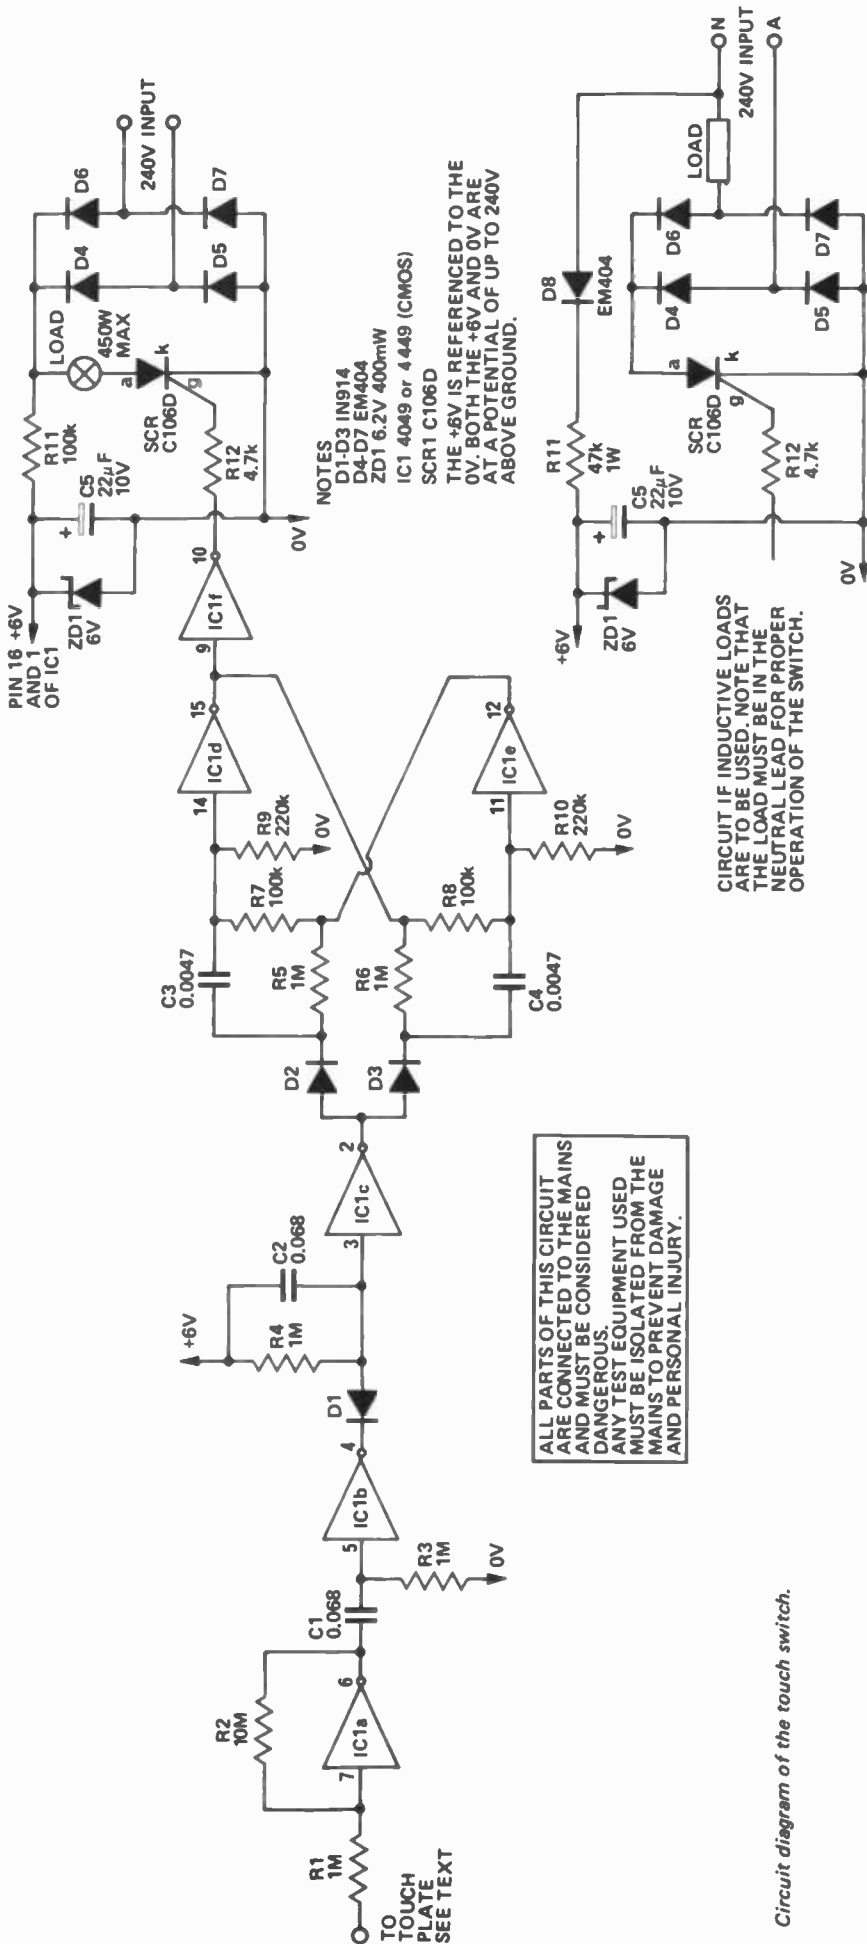 TO
TOUCH
PLATE
SEE TEXT
R1
1M
R2
10M
7
IC1a
6
C1
0.068
R3
1M
0V
5
IC1b
4
D1
+6V
R4
1M
C2
0.068
3
IC1c
2
D2
D3
C3
0.0047
R5
1M
R6
1M
C4
0.0047
R7
100k
R8
100k
R9
220k
0V
R10
220k
0V
14
IC1d
15
11
IC1e
12
9
IC1f
10
PIN 16 +6V
AND 1
OF IC1
ZD1
6V
+
C5
22µF
10V
0V
R11
100k
R12
4.7k
LOAD
450W
MAX
a
k
g
SCR
C106D
D4
D5
D6
D7
240V INPUT
NOTES
D1-D3 IN914
D4-D7 EM404
ZD1 6.2V 400mW
IC1 4049 or 4449 (CMOS)
SCR1 C106D
THE +6V IS REFERENCED TO THE
0V. BOTH THE +6V AND 0V ARE
AT A POTENTIAL OF UP TO 240V
ABOVE GROUND.
+6V
ZD1
6V
+
C5
22µF
10V
0V
R11
47k
1W
R12
4.7k
D8
EM404
a
k
g
SCR
C106D
D4
D5
D6
D7
LOAD
N
240V INPUT
A
CIRCUIT IF INDUCTIVE LOADS
ARE TO BE USED. NOTE THAT
THE LOAD MUST BE IN THE
NEUTRAL LEAD FOR PROPER
OPERATION OF THE SWITCH.
ALL PARTS OF THIS CIRCUIT
ARE CONNECTED TO THE MAINS
AND MUST BE CONSIDERED
DANGEROUS.
ANY TEST EQUIPMENT USED
MUST BE ISOLATED FROM THE
MAINS TO PREVENT DAMAGE
AND PERSONAL INJURY.
Circuit diagram of the touch switch.